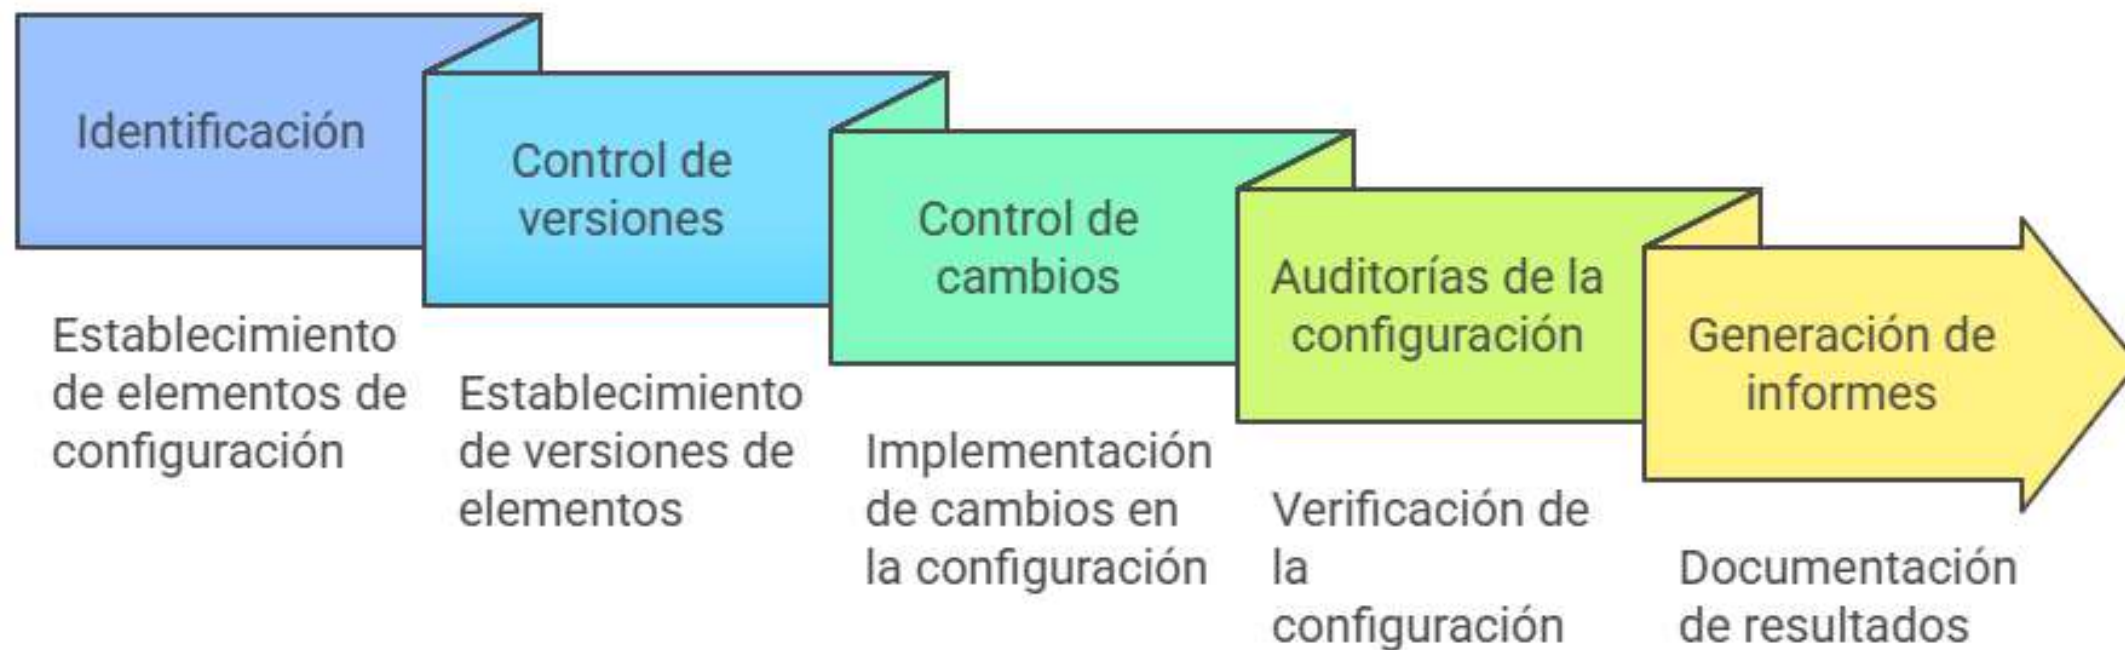 Identificación
Establecimiento
de elementos de
configuración
Control de
versiones
Establecimiento
de versiones de
elementos
Control de
cambios
Implementación
de cambios en
la configuración
Auditorías de la
configuración
Verificación de
la
configuración
Generación de
informes
Documentación
de resultados